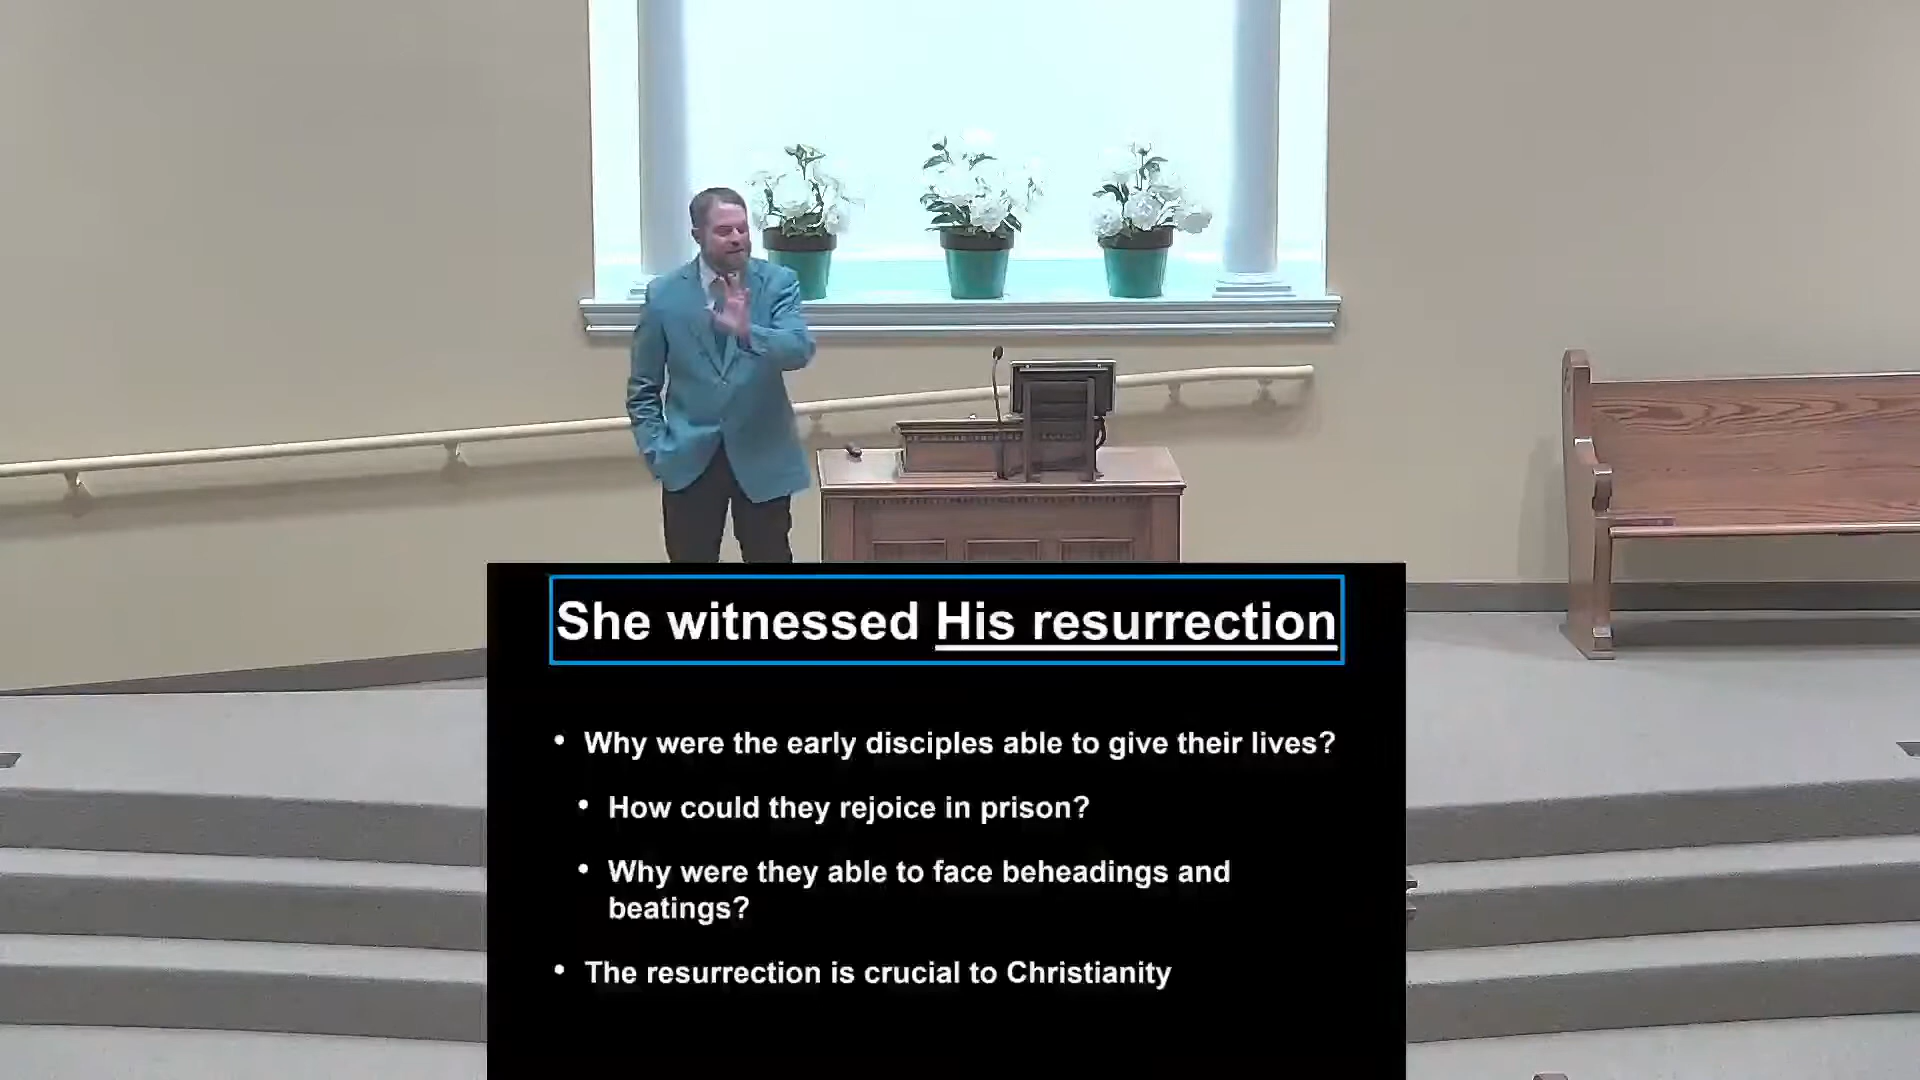 She witnessed His resurrection
• Why were the early disciples able to give their lives?
• How could they rejoice in prison?
• Why were they able to face beheadings and
beatings?
• The resurrection is crucial to Christianity